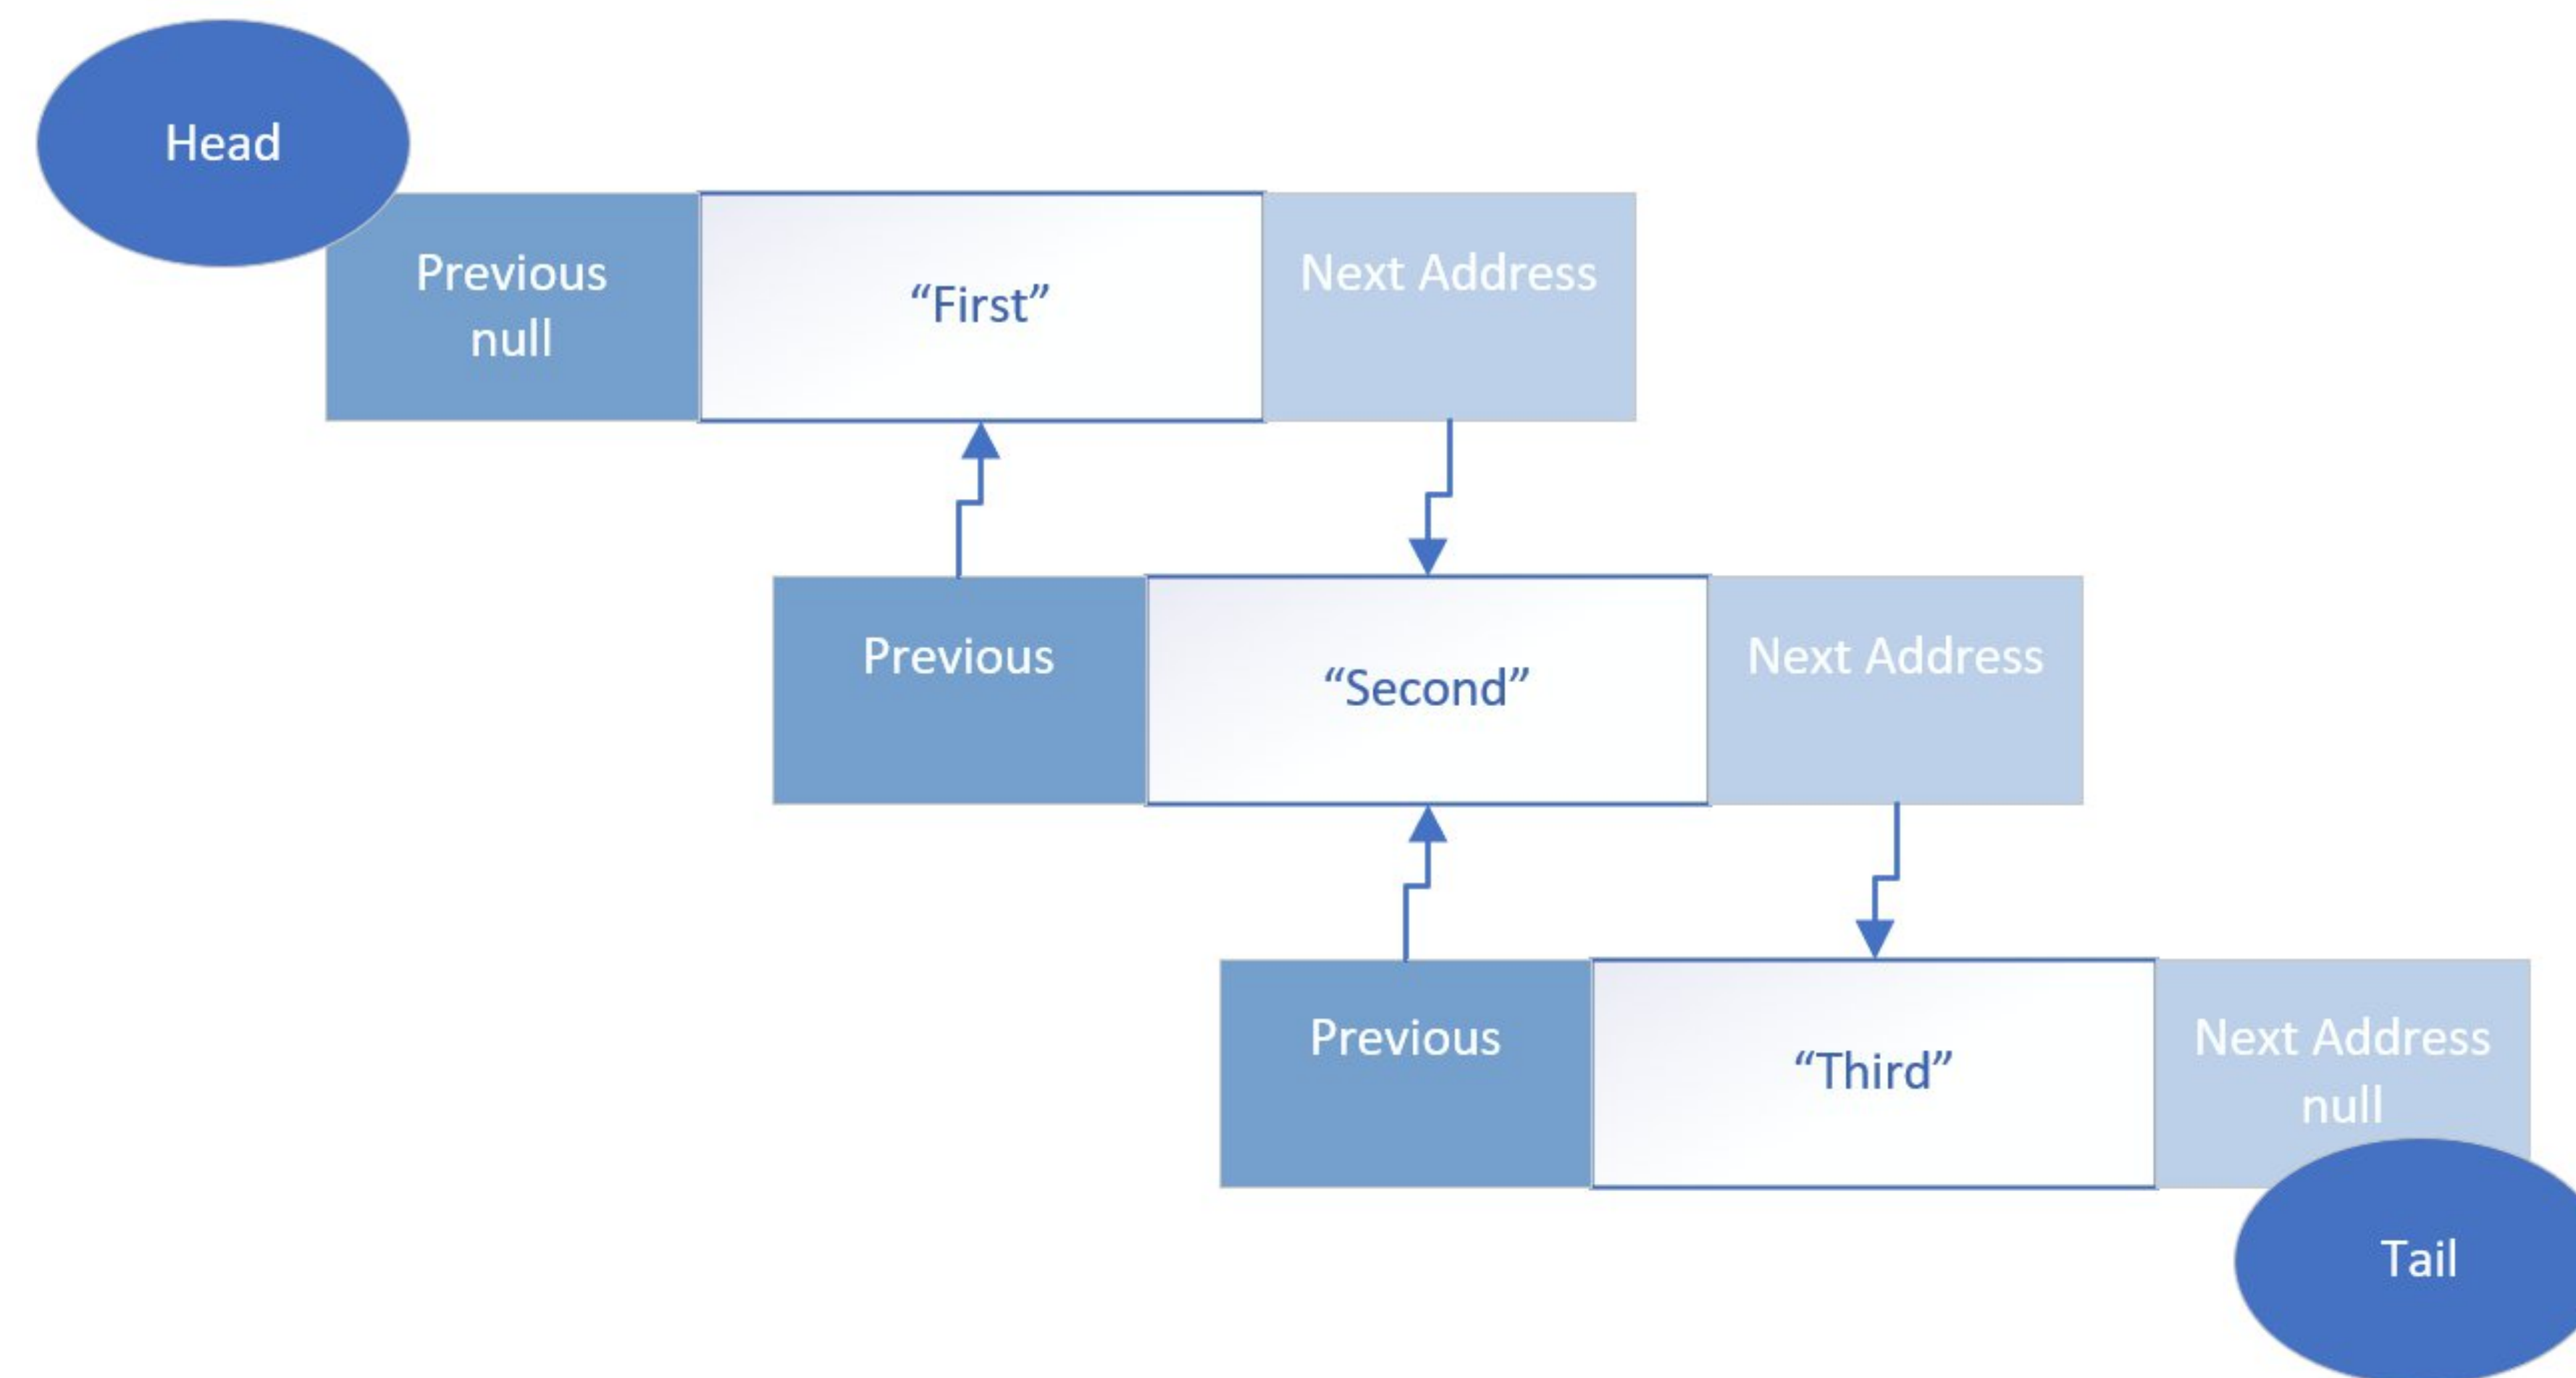 Head
Previous
null
“First”
Next Address
Previous
“Second”
Next Address
Previous
“Third”
Next Address
null
Tail